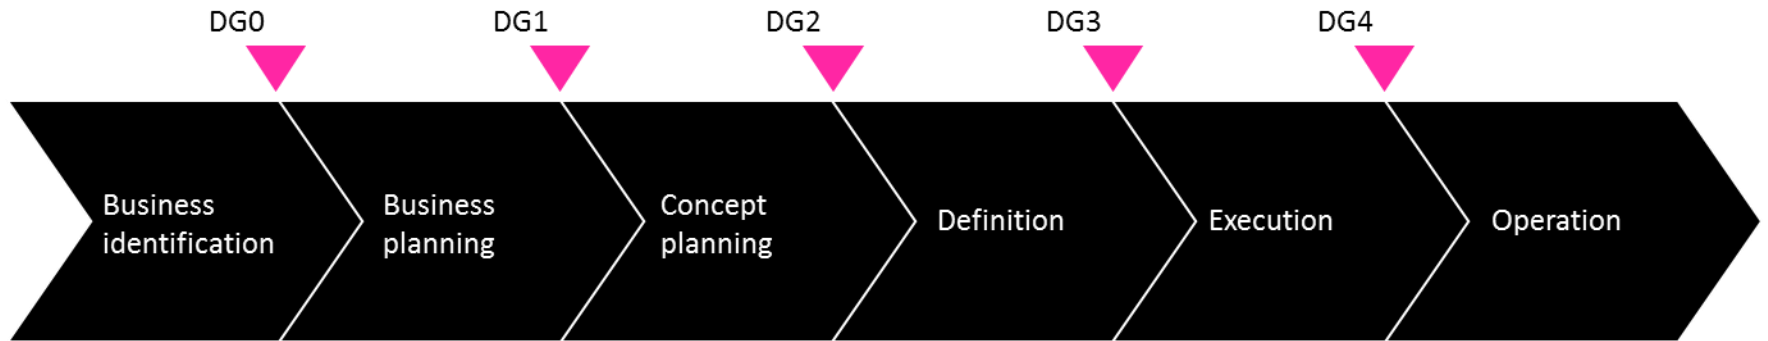 DG0
DG1
DG2
DG3
DG4
Business
identification
Business
planning
Concept
planning
Definition
Execution
Operation